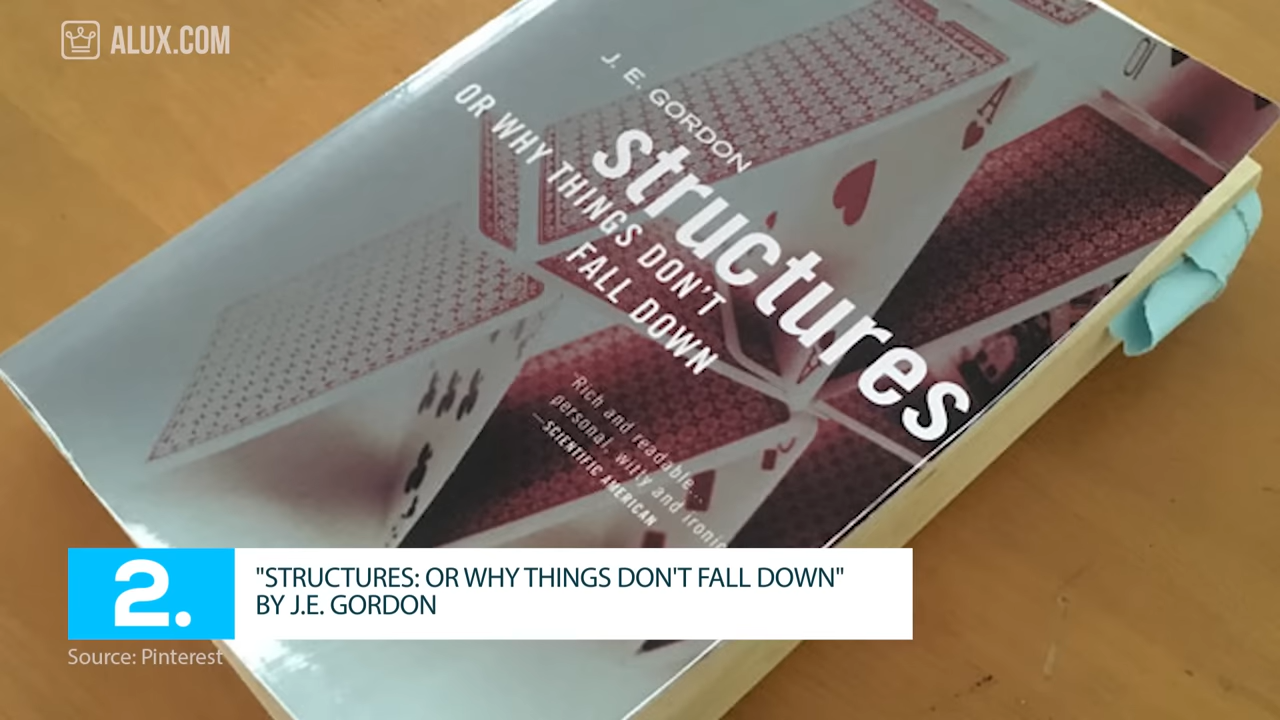 ALUX.COM
J. E. GORDON
structures
OR WHY THINGS DON'T
FALL DOWN
"Rich and readable...
personal, witty and ironic
—SCIENTIFIC AMERICAN
A
2.
"STRUCTURES: OR WHY THINGS DON'T FALL DOWN"
BY J.E. GORDON
Source: Pinterest